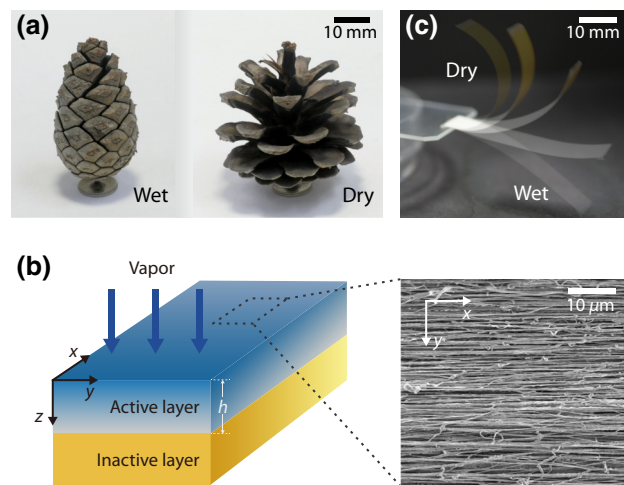 (a)
10 mm
Wet
Dry
(c)
10 mm
Dry
Wet
(b)
Vapor
x
y
z
Active layer
h
Inactive layer
10 μm
x
y